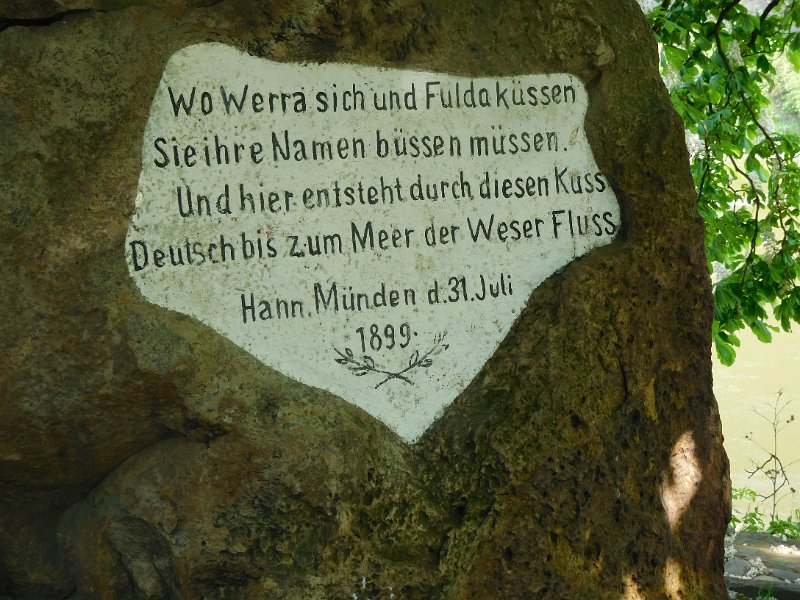 Wo Werra sich und Fulda küssen
Sie ihre Namen büssen müssen.
Und hier entsteht durch diesen Kuss
Deutsch bis zum Meer der Weser Fluss.
Hann. Münden d. 31. Juli
1899.